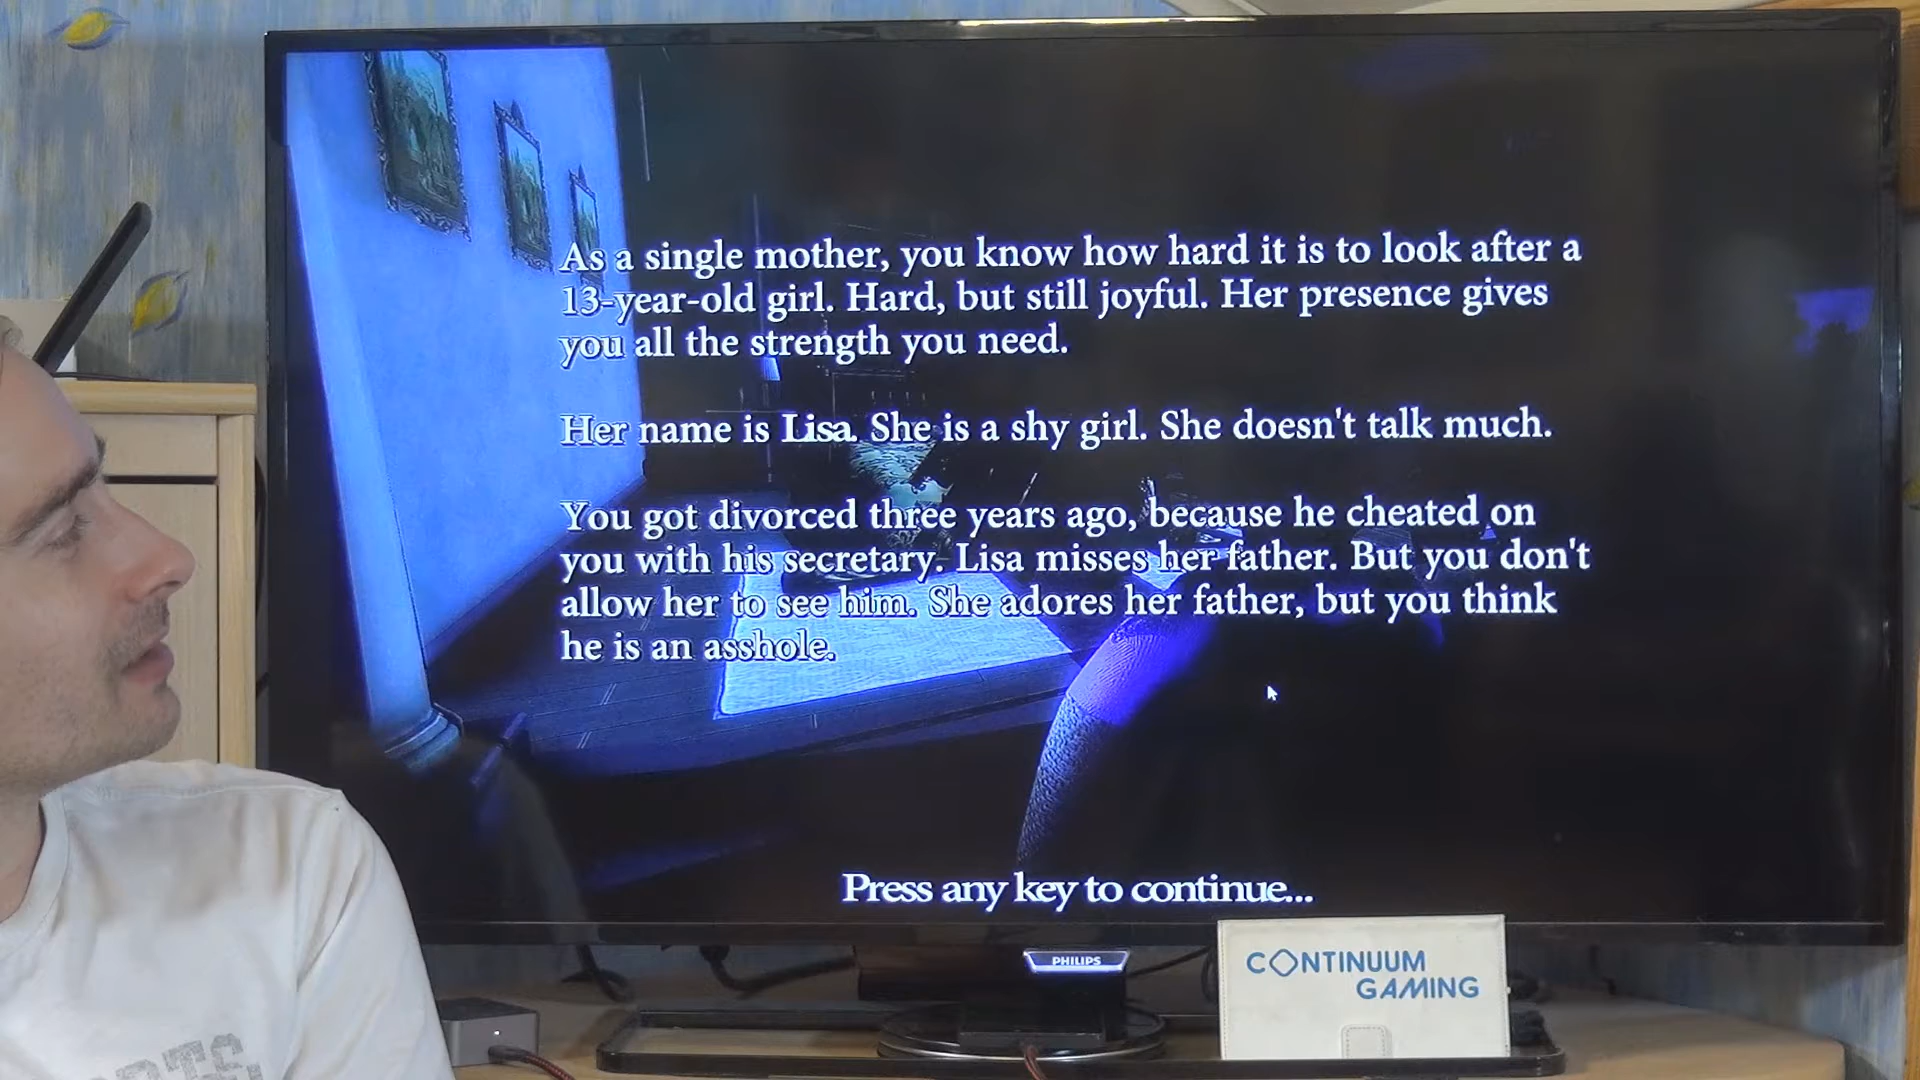 As a single mother, you know how hard it is to look after a
13-year-old girl. Hard, but still joyful. Her presence gives
you all the strength you need.
Her name is Lisa. She is a shy girl. She doesn't talk much.
You got divorced three years ago, because he cheated on
you with his secretary. Lisa misses her father. But you don't
allow her to see him. She adores her father, but you think
he is an asshole.
Press any key to continue...
PHILIPS
CONTINUUM
GAMING